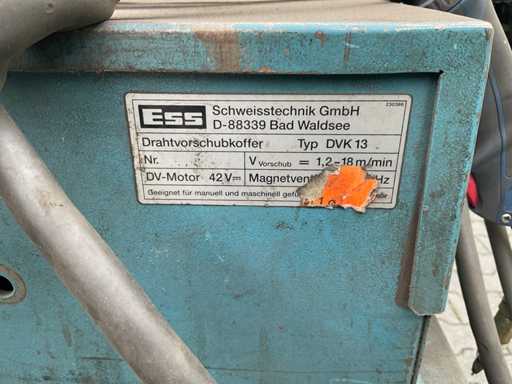 ESS Schweisstechnik GmbH 230386
D-88339 Bad Waldsee
Drahtvorschubkoffer Typ DVK 13
Nr. V Vorschub = 1,2-18 m/min
DV-Motor 42 V⎓ Hz
Geeignet für manuell und maschinell